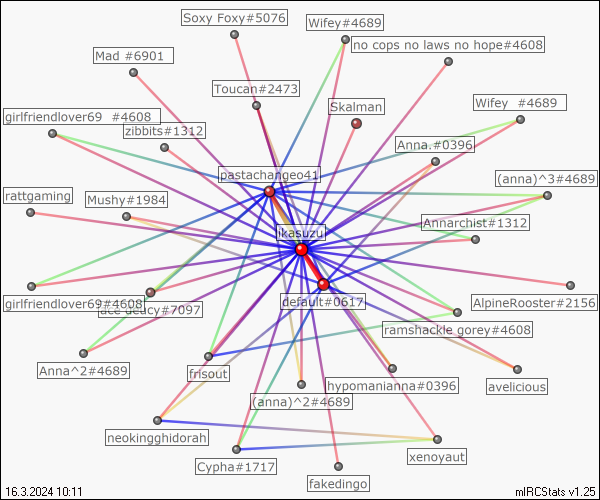 Soxy Foxy#5076
Wifey#4689
no cops no laws no hope#4608
Mad #6901
Toucan#2473
Skalman
Wifey  #4689
girlfriendlover69  #4608
zibbits#1312
Anna.#0396
pastachangeo41
(anna)^3#4689
rattgaming
Mushy#1984
Annarchist#1312
ikasuzu
girlfriendlover69#4608
ace deucy#7097
default#0617
AlpineRooster#2156
ramshackle gorey#4608
Anna^2#4689
frisout
hypomanianna#0396
avelicious
(anna)^2#4689
neokingghidorah
xenoyaut
Cypha#1717
fakedingo
16.3.2024 10:11
mIRCStats v1.25